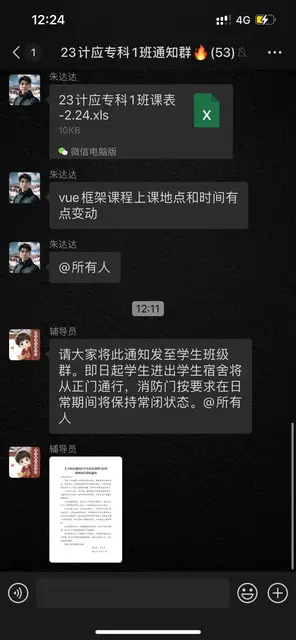 12:24
4G
1
23计应专科1班通知群🔥(53)
朱达达
23计应专科1班课表
-2.24.xls
10KB
X
微信电脑版
朱达达
vue框架课程上课地点和时间有
点变动
朱达达
@所有人
12:11
辅导员
请大家将此通知发至学生班级
群。即日起学生进出学生宿舍将
从正门通行，消防门按要求在日
常期间将保持常闭状态。@所有
人
辅导员